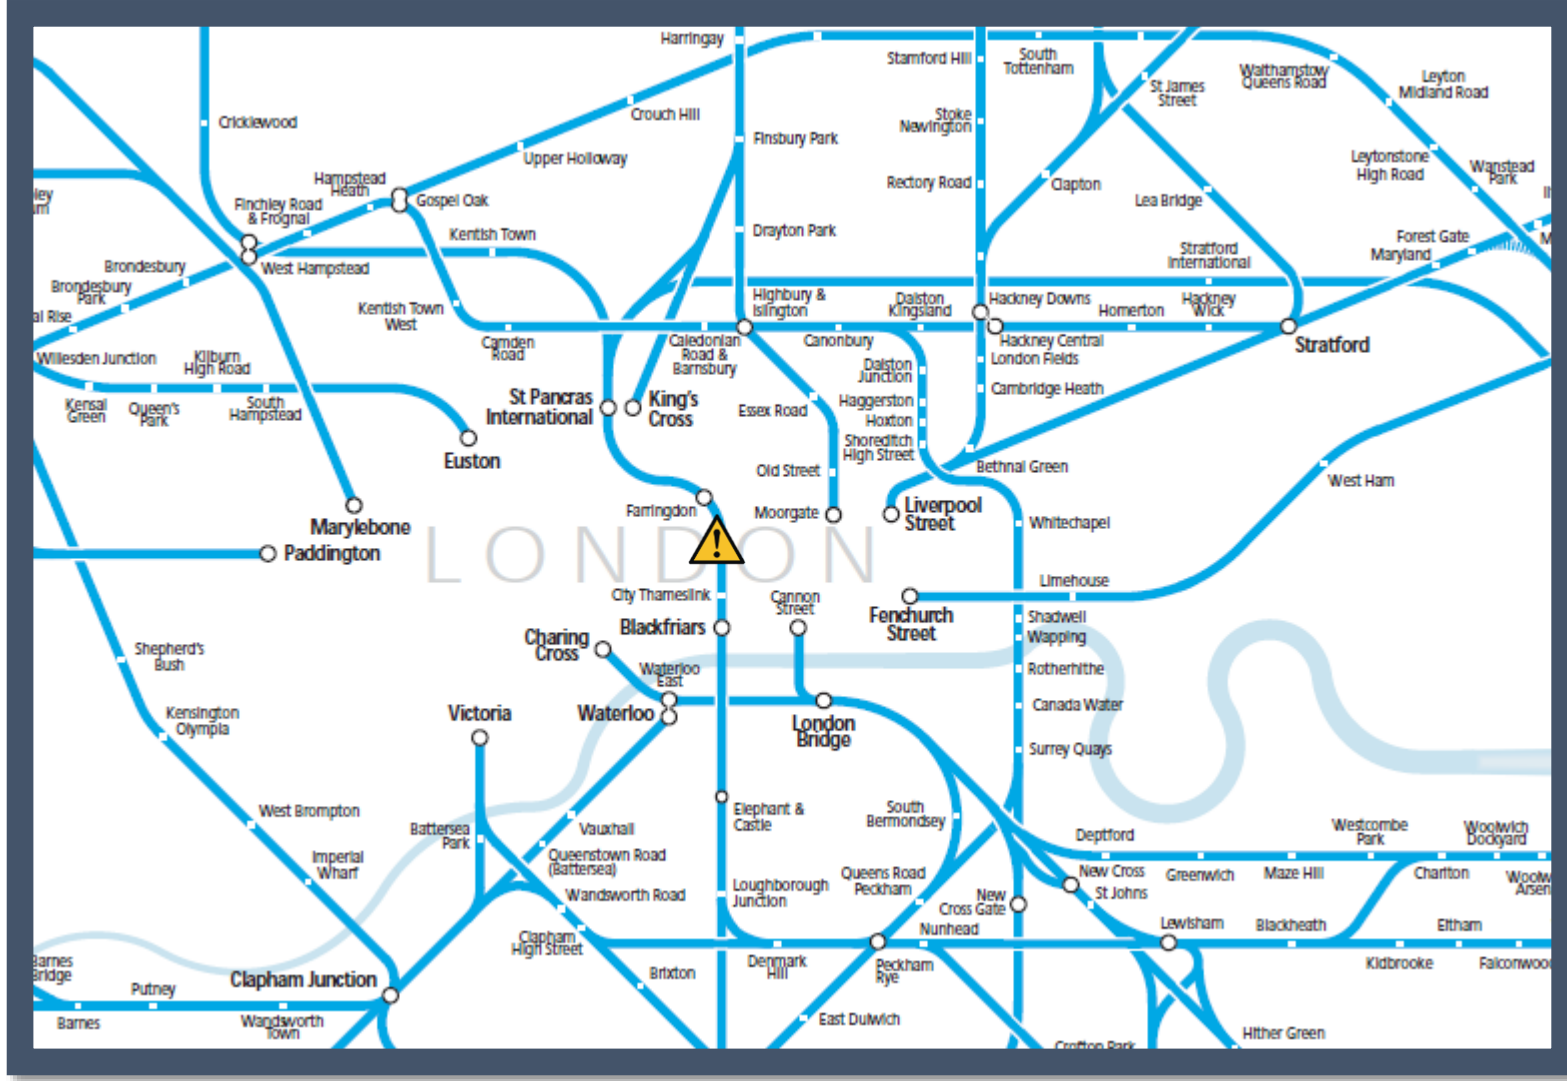 Harringay
Stamford Hill
South
Tottenham
Walthamstow
Queens Road
Leyton
Midland Road
St James
Street
Cricklewood
Crouch Hill
Stoke
Newington
Finsbury Park
Upper Holloway
Leytonstone
High Road
Wanstead
Park
Hampstead
Heath
Rectory Road
Clapton
Lea Bridge
Finchley Road
& Frognal
Gospel Oak
Kentish Town
Drayton Park
Stratford
International
Forest Gate
Maryland
Brondesbury
West Hampstead
Brondesbury
Park
Kentish Town
West
Highbury &
Islington
Dalston
Kingsland
Hackney Downs
Homerton
Hackney
Wick
al Rise
Willesden Junction
Kilburn
High Road
Camden
Road
Caledonian
Road &
Barnsbury
Canonbury
Hackney Central
Stratford
London Fields
Dalston
Junction
Cambridge Heath
Kensal
Green
Queen's
Park
South
Hampstead
St Pancras
International
King's
Cross
Essex Road
Haggerston
Hoxton
Shoreditch
High Street
Euston
Old Street
Bethnal Green
West Ham
Marylebone
Farringdon
Moorgate
Liverpool
Street
Whitechapel
LONDON
Paddington
City Thameslink
Cannon
Street
Limehouse
Fenchurch
Street
Charing
Cross
Blackfriars
Shadwell
Wapping
Shepherd's
Bush
Waterloo
East
Rotherhithe
Kensington
Olympia
Victoria
Waterloo
London
Bridge
Canada Water
Surrey Quays
West Brompton
Battersea
Park
Vauxhall
Elephant &
Castle
South
Bermondsey
Deptford
Westcombe
Park
Woolwich
Dockyard
Imperial
Wharf
Queenstown Road
(Battersea)
Wandsworth Road
Loughborough
Junction
Queens Road
Peckham
New Cross
St Johns
Greenwich
Maze Hill
Charlton
Woolw
Arsen
New
Cross Gate
Clapham
High Street
Nunhead
Lewisham
Blackheath
Eltham
Barnes
Bridge
Clapham Junction
Brixton
Denmark
Hill
Peckham
Rye
Kidbrooke
Falconwoo
Putney
Barnes
Wandsworth
Town
East Dulwich
Crofton Park
Hither Green